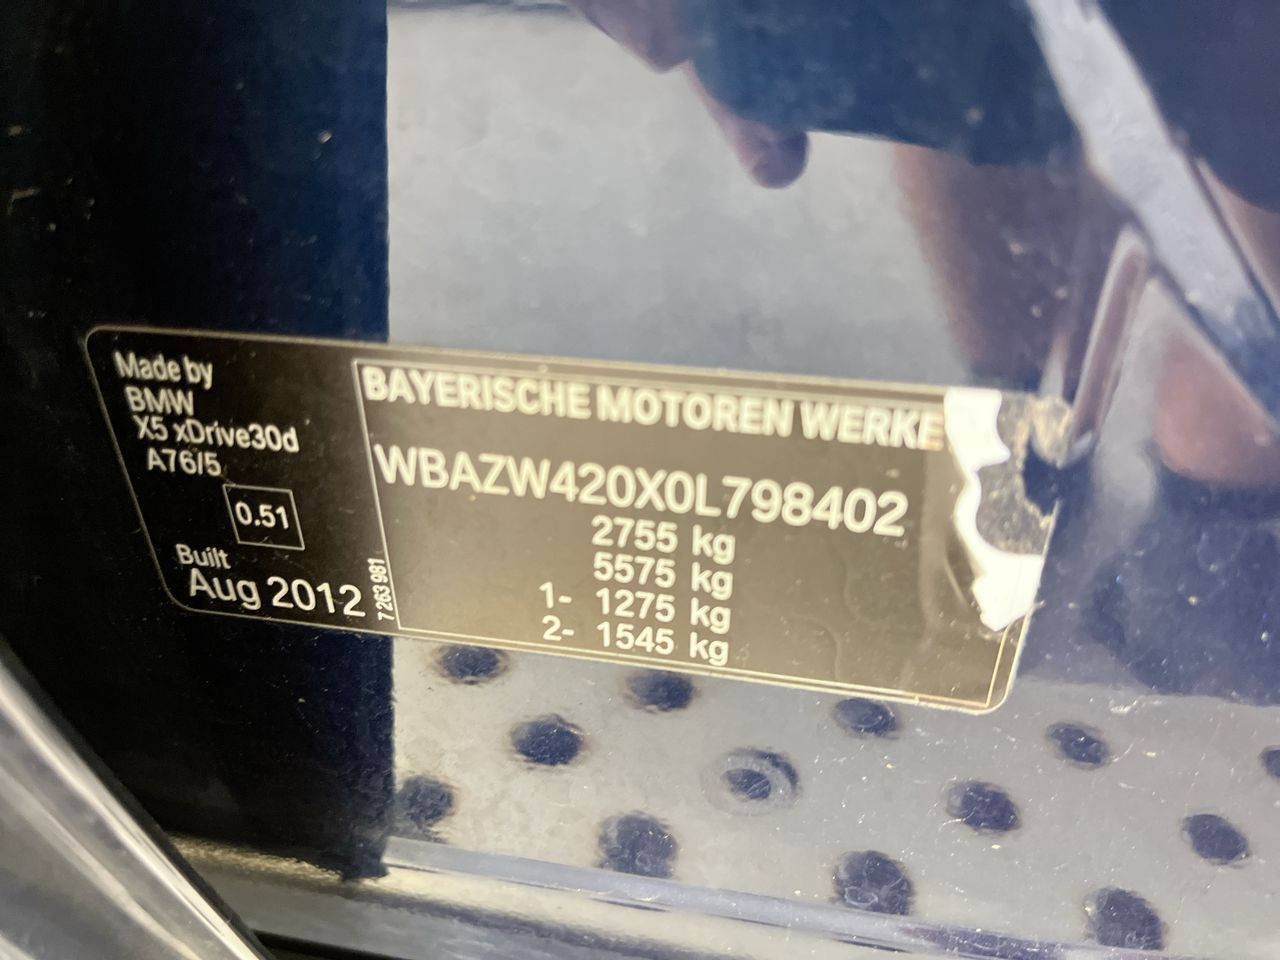 Made by
BMW
X5 xDrive30d
A76/5
0.51
Built
Aug 2012
7 263 981
BAYERISCHE MOTOREN WERKE
WBAZW420X0L798402
2755 kg
5575 kg
1- 1275 kg
2- 1545 kg